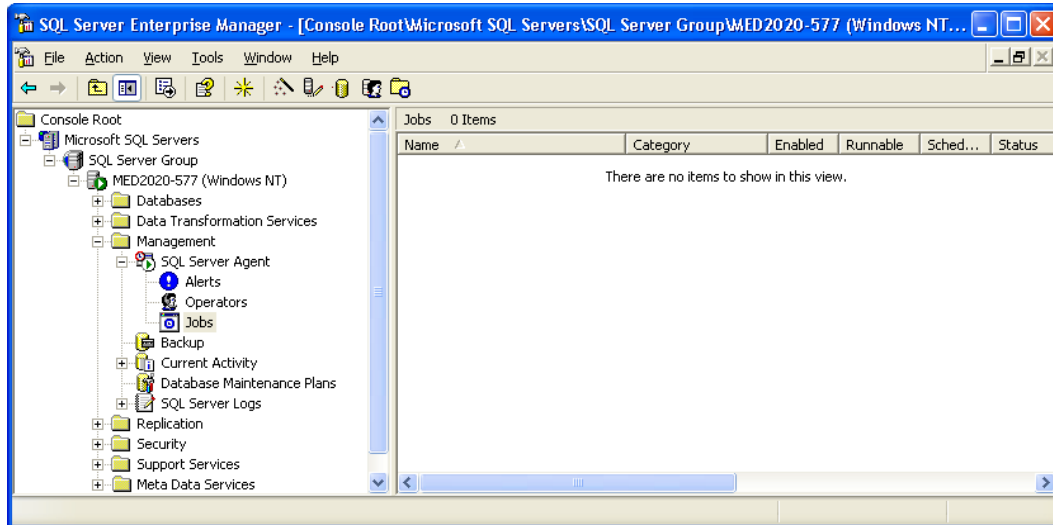 SQL Server Enterprise Manager - [Console Root\Microsoft SQL Servers\SQL Server Group\MED2020-577 (Windows NT...
File Action View Tools Window Help
Console Root
Microsoft SQL Servers
SQL Server Group
MED2020-577 (Windows NT)
Databases
Data Transformation Services
Management
SQL Server Agent
Alerts
Operators
Jobs
Backup
Current Activity
Database Maintenance Plans
SQL Server Logs
Replication
Security
Support Services
Meta Data Services
Jobs 0 Items
Name Category Enabled Runnable Sched... Status
There are no items to show in this view.